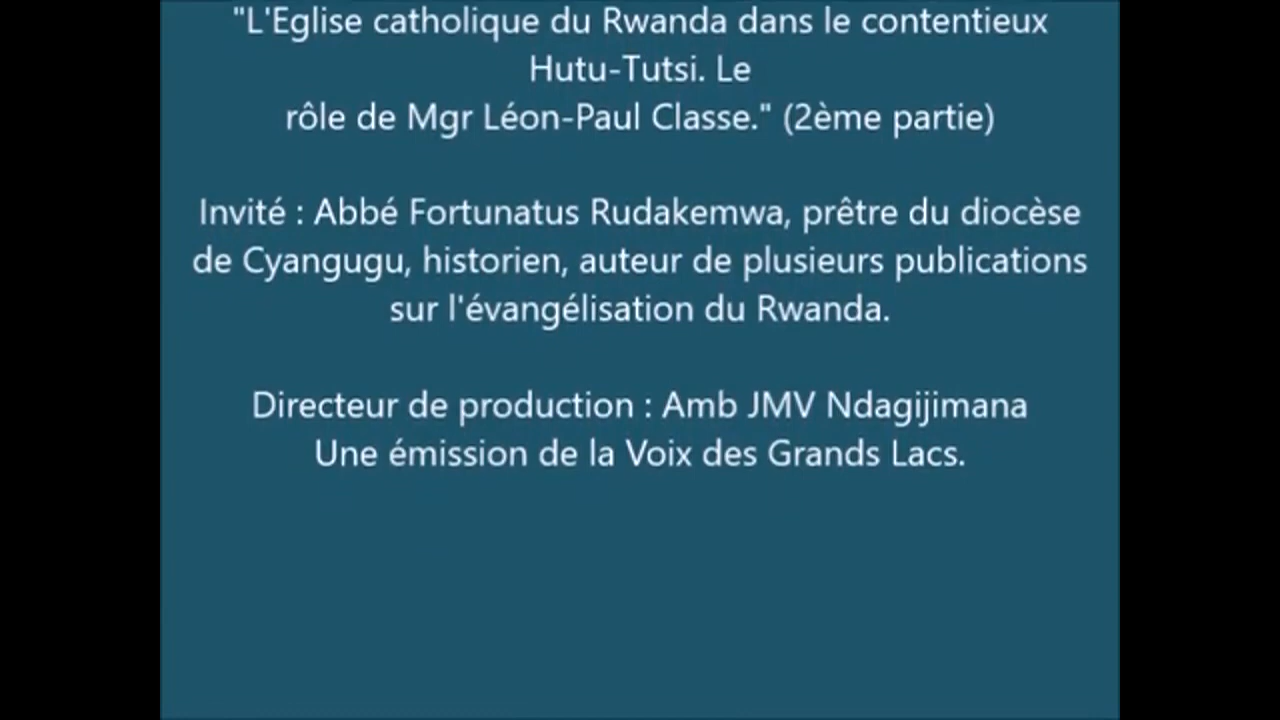 "L'Eglise catholique du Rwanda dans le contentieux
Hutu-Tutsi. Le
rôle de Mgr Léon-Paul Classe." (2ème partie)
Invité : Abbé Fortunatus Rudakemwa, prêtre du diocèse
de Cyangugu, historien, auteur de plusieurs publications
sur l'évangélisation du Rwanda.
Directeur de production : Amb JMV Ndagijimana
Une émission de la Voix des Grands Lacs.